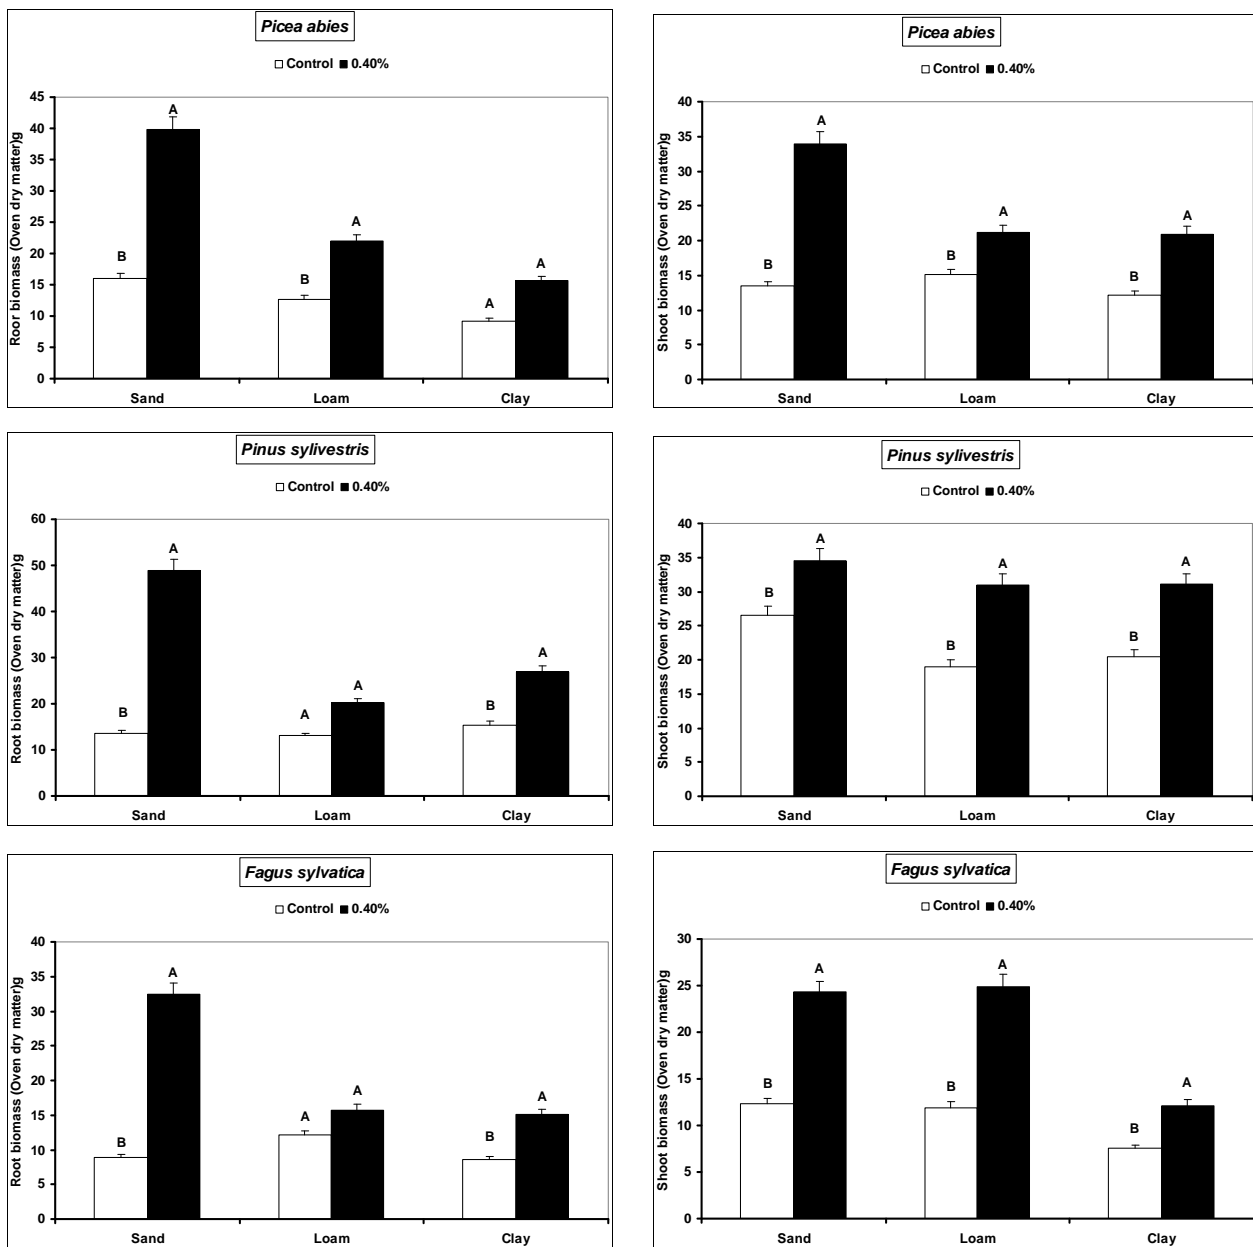 Picea abies
Control 0.40%
Roor biomass (Oven dry matter)g
45
40
35
30
25
20
15
10
5
0
B A B A A A
Sand Loam Clay
Picea abies
Control 0.40%
Shoot biomass (Oven dry matter)g
40
35
30
25
20
15
10
5
0
B A B A B A
Sand Loam Clay
Pinus sylivestris
Control 0.40%
Root biomass (Oven dry matter)g
60
50
40
30
20
10
0
B A A A B A
Sand Loam Clay
Pinus sylivestris
Control 0.40%
Shoot biomass (Oven dry matter)g
40
35
30
25
20
15
10
5
0
B A B A B A
Sand Loam Clay
Fagus sylvatica
Control 0.40%
Root biomass (Oven dry matter)g
40
35
30
25
20
15
10
5
0
B A A A B A
Sand Loam Clay
Fagus sylvatica
Control 0.40%
Shoot biomass (Oven dry matter)g
30
25
20
15
10
5
0
B A B A B A
Sand Loam Clay